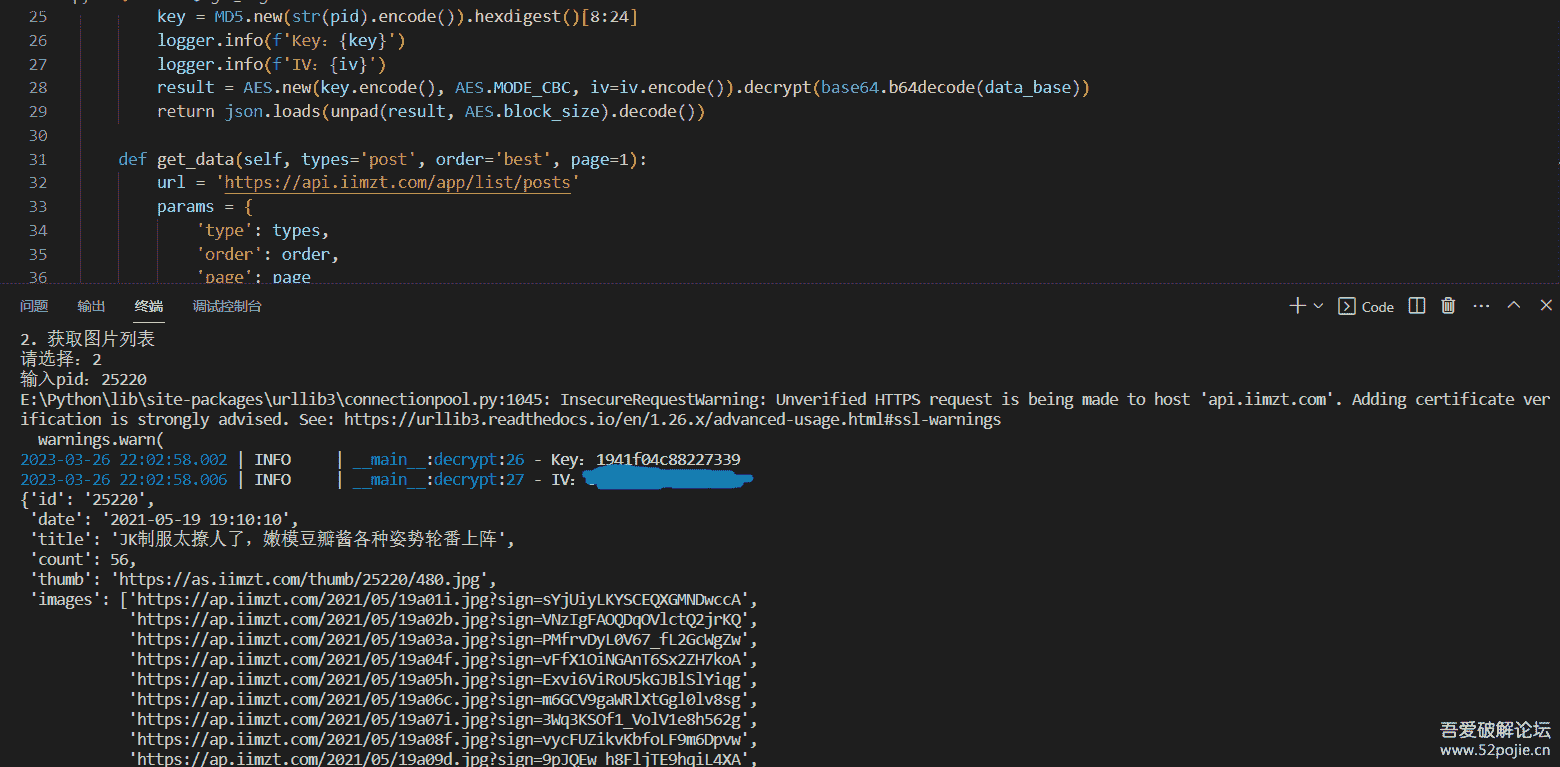 25 key = MD5.new(str(pid).encode()).hexdigest()[8:24]
26 logger.info(f'Key：{key}')
27 logger.info(f'IV：{iv}')
28 result = AES.new(key.encode(), AES.MODE_CBC, iv=iv.encode()).decrypt(base64.b64decode(data_base))
29 return json.loads(unpad(result, AES.block_size).decode())
30
31 def get_data(self, types='post', order='best', page=1):
32 url = 'https://api.iimzt.com/app/list/posts'
33 params = {
34 'type': types,
35 'order': order,
36 'page': page
问题 输出 终端 调试控制台 Code
2. 获取图片列表
请选择：2
输入pid：25220
E:\Python\lib\site-packages\urllib3\connectionpool.py:1045: InsecureRequestWarning: Unverified HTTPS request is being made to host 'api.iimzt.com'. Adding certificate ver
ification is strongly advised. See: https://urllib3.readthedocs.io/en/1.26.x/advanced-usage.html#ssl-warnings
warnings.warn(
2023-03-26 22:02:58.002 | INFO | __main__:decrypt:26 - Key：1941f04c88227339
2023-03-26 22:02:58.006 | INFO | __main__:decrypt:27 - IV：
{'id': '25220',
'date': '2021-05-19 19:10:10',
'title': 'JK制服太撩人了，嫩模豆瓣酱各种姿势轮番上阵',
'count': 56,
'thumb': 'https://as.iimzt.com/thumb/25220/480.jpg',
'images': ['https://ap.iimzt.com/2021/05/19a01i.jpg?sign=sYjUiyLKYSCEQXGMNDwccA',
'https://ap.iimzt.com/2021/05/19a02b.jpg?sign=VNzIgFAOQDqOVlctQ2jrKQ',
'https://ap.iimzt.com/2021/05/19a03a.jpg?sign=PMfrvDyL0V67_fL2GcWgZw',
'https://ap.iimzt.com/2021/05/19a04f.jpg?sign=vFfX1OiNGAnT6Sx2ZH7koA',
'https://ap.iimzt.com/2021/05/19a05h.jpg?sign=Exvi6ViRoU5kGJBlSlYiqg',
'https://ap.iimzt.com/2021/05/19a06c.jpg?sign=m6GCV9gaWRlXtGgl0lv8sg',
'https://ap.iimzt.com/2021/05/19a07i.jpg?sign=3Wq3KSOf1_VolV1e8h562g',
'https://ap.iimzt.com/2021/05/19a08f.jpg?sign=vycFUZikvKbfoLF9m6Dpvw',
'https://ap.iimzt.com/2021/05/19a09d.jpg?sign=9pJQEw_h8FljTE9hqiL4XA',
吾爱破解论坛
www.52pojie.cn